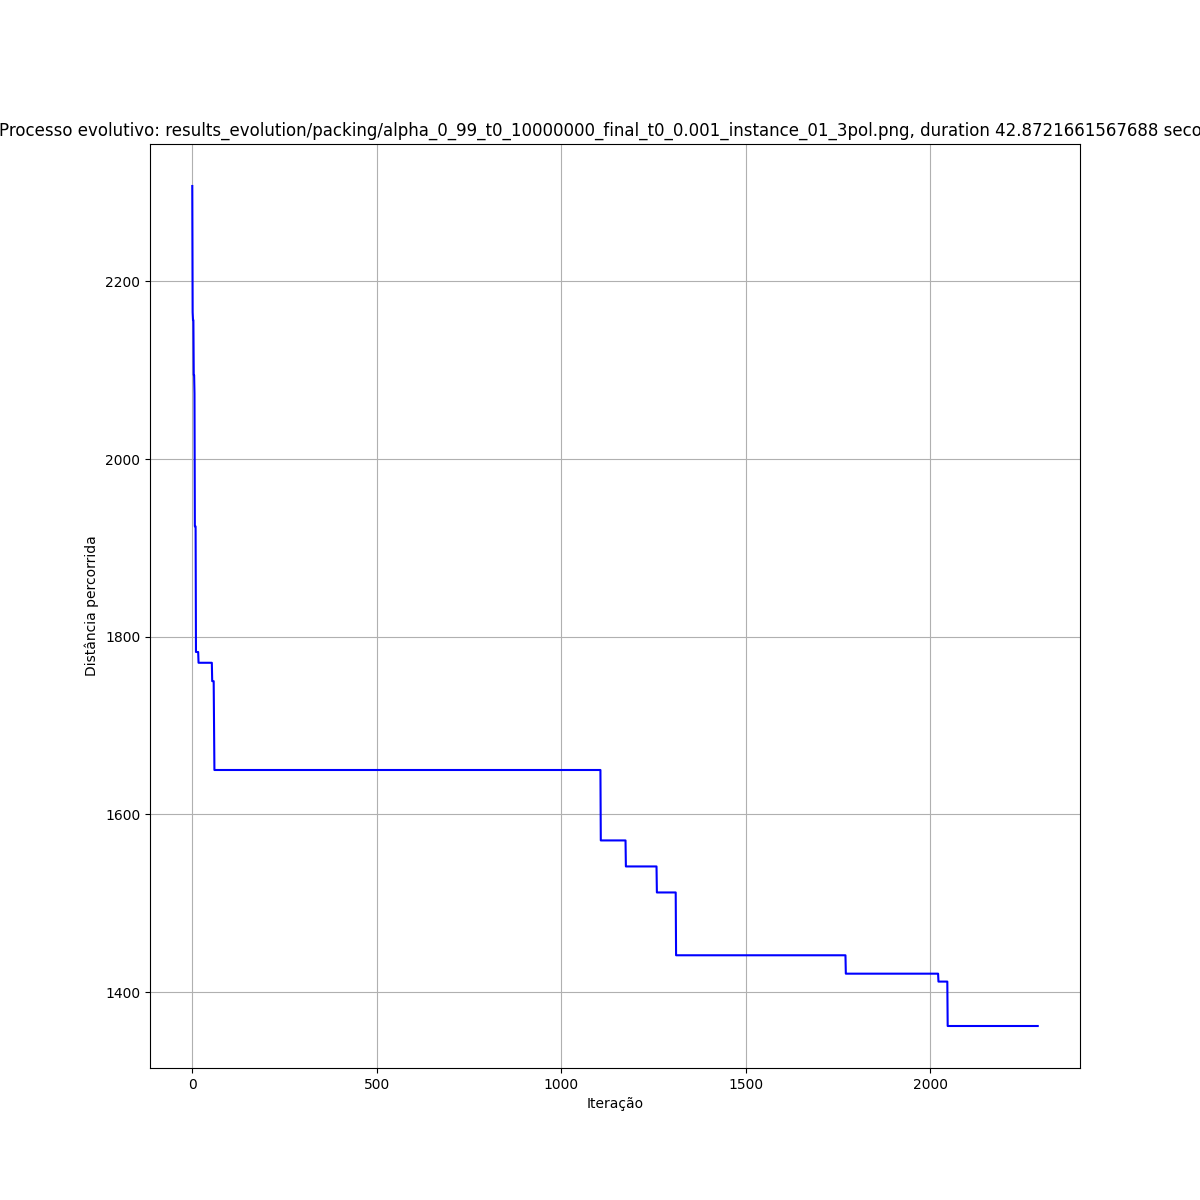 Processo evolutivo: results_evolution/packing/alpha_0_99_t0_10000000_final_t0_0.001_instance_01_3pol.png, duration 42.8721661567688 seco
2200
2000
1800
1600
1400
Distância percorrida
0 500 1000 1500 2000
Iteração